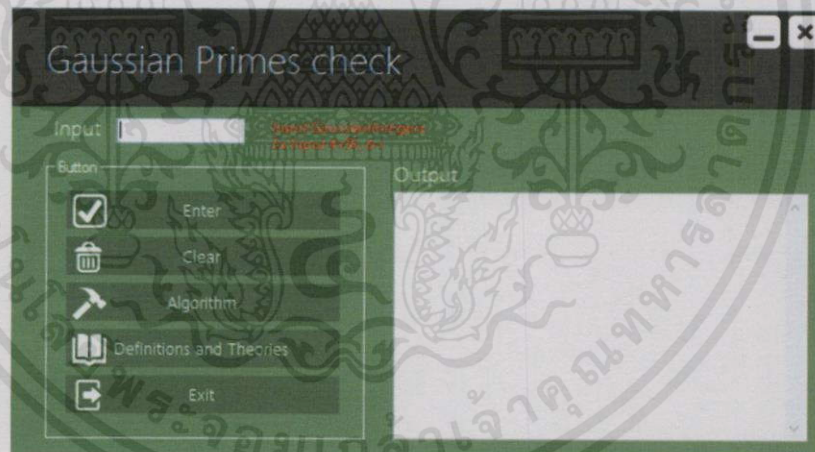 Gaussian Primes check
Input
Button
Output
Enter
Clear
Algorithm
Definitions and Theories
Exit